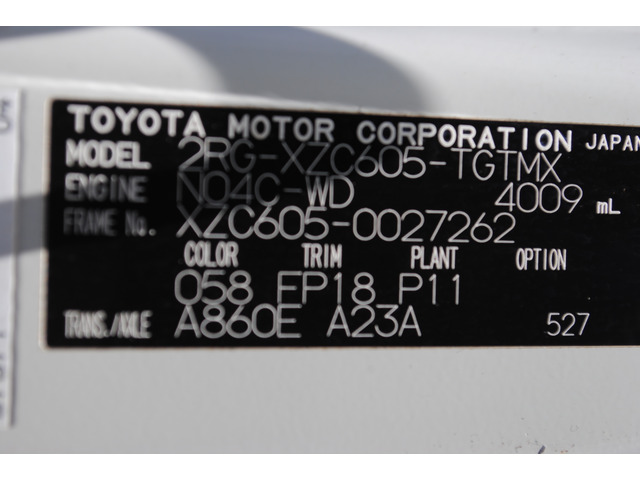 TOYOTA MOTOR CORPORATION JAPAN
MODEL 2RG-XZC605-TGTMX
ENGINE N04C-WD 4009 mL
FRAME No. XZC605-0027262
COLOR TRIM PLANT OPTION
058 FP18 P11
TRANS./AXLE A860E A23A 527